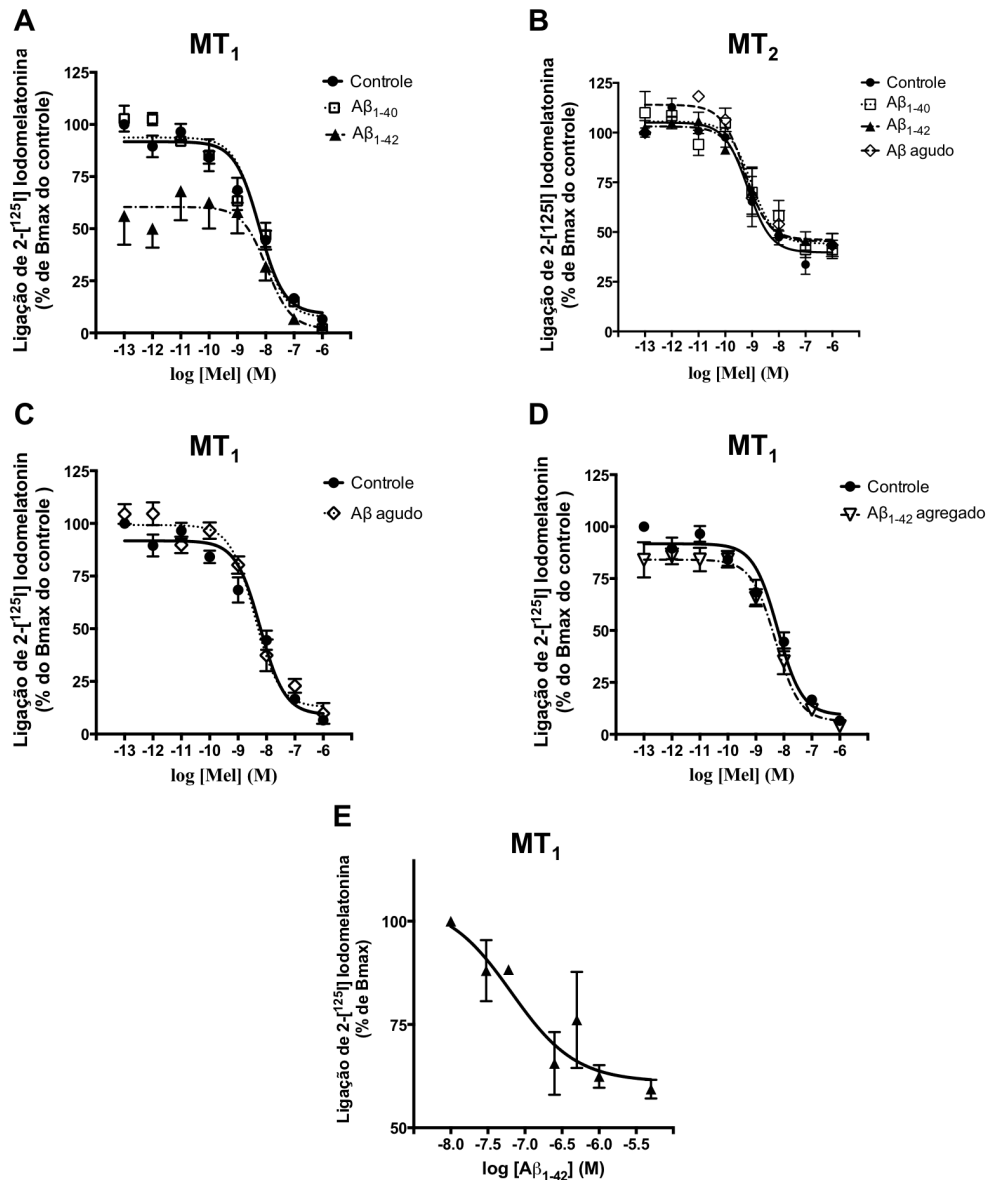 A
MT1
Ligação de 2-[125I] Iodomelatonina
(% de Bmax do controle)
125
100
75
50
25
0
-13 -12 -11 -10 -9 -8 -7 -6
log [Mel] (M)
Controle
Aβ1-40
Aβ1-42
B
MT2
Ligação de 2-[125I] Iodomelatonina
(% de Bmax do controle)
125
100
75
50
25
0
-13 -12 -11 -10 -9 -8 -7 -6
log [Mel] (M)
Controle
Aβ1-40
Aβ1-42
Aβ agudo
C
MT1
Ligação de 2-[125I] Iodomelatonin
(% do Bmax do controle )
125
100
75
50
25
0
-13 -12 -11 -10 -9 -8 -7 -6
log [Mel] (M)
Controle
Aβ agudo
D
MT1
Ligação de 2-[125I] Iodomelatonin
(% do Bmax do controle )
125
100
75
50
25
0
-13 -12 -11 -10 -9 -8 -7 -6
log [Mel] (M)
Controle
Aβ1-42 agregado
E
MT1
Ligação de 2-[125I] Iodomelatonina
(% de Bmax)
100
75
50
-8.0 -7.5 -7.0 -6.5 -6.0 -5.5
log [Aβ1-42] (M)